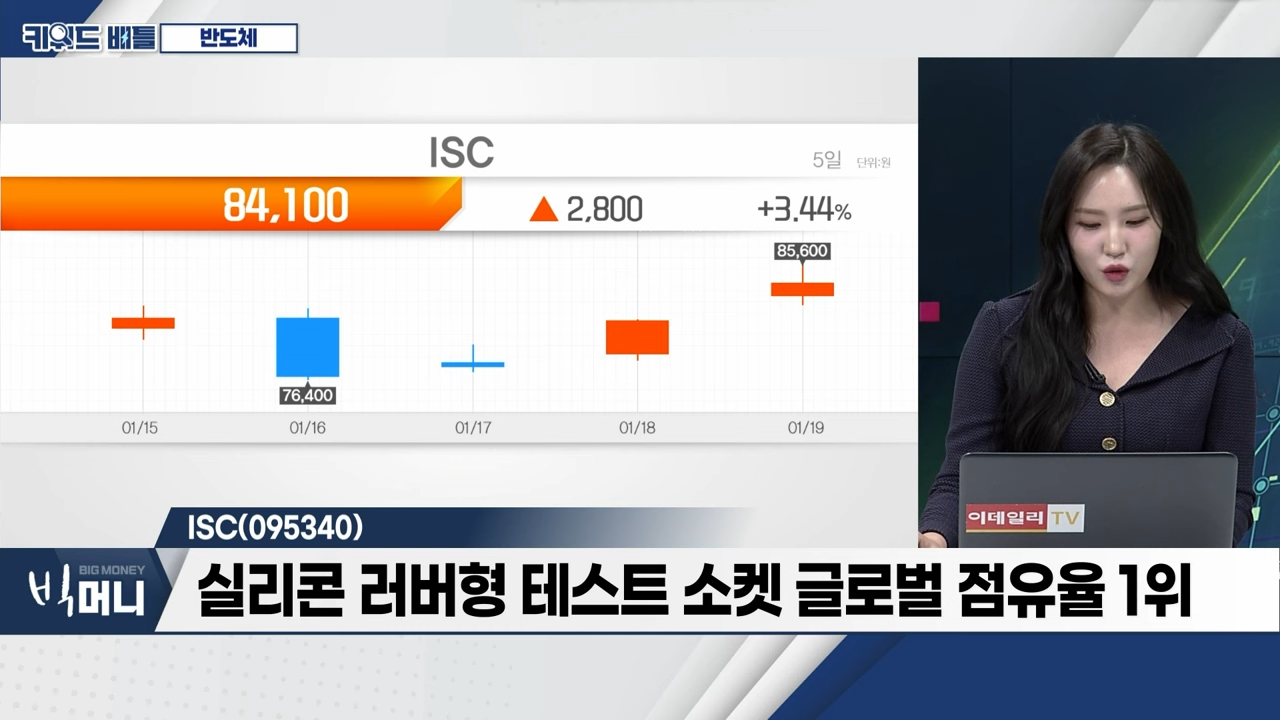 키워드 배틀
반도체
ISC
5일 단위:원
84,100 ▲ 2,800 +3.44%
85,600
76,400
01/15 01/16 01/17 01/18 01/19
이데일리TV
ISC(095340)
BIG MONEY
빅머니
실리콘 러버형 테스트 소켓 글로벌 점유율 1위